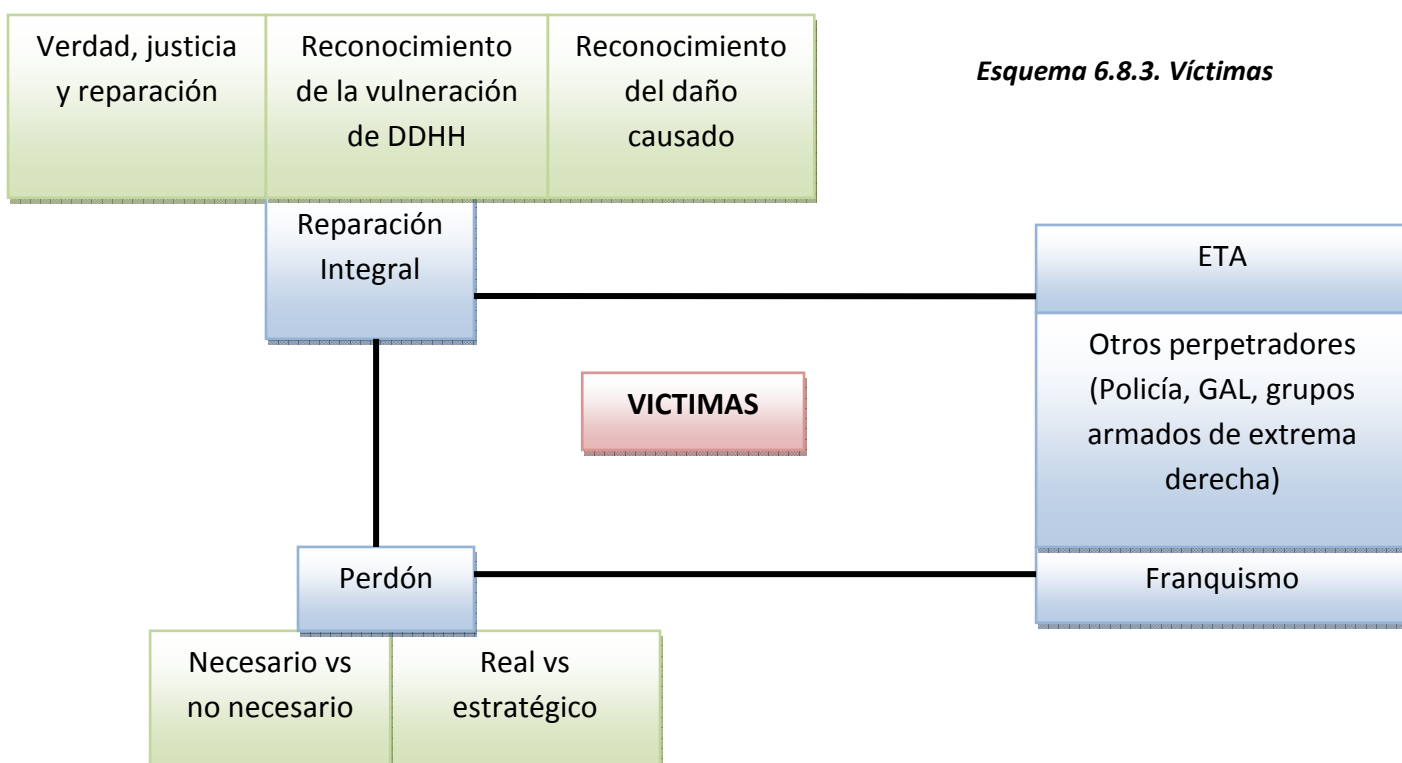 Verdad, justicia
y reparación
Reconocimiento
de la vulneración
de DDHH
Reconocimiento
del daño
causado
Esquema 6.8.3. Víctimas
Reparación
Integral
ETA
Otros perpetradores
(Policía, GAL, grupos
armados de extrema
derecha)
VICTIMAS
Perdón
Franquismo
Necesario vs
no necesario
Real vs
estratégico